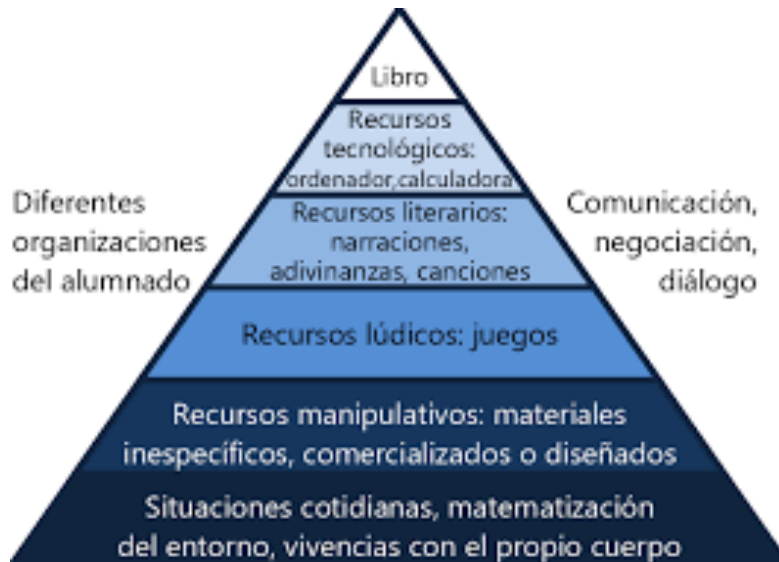 Libro
Recursos
tecnológicos:
ordenador,calculadora
Recursos literarios:
narraciones,
adivinanzas, canciones
Recursos lúdicos: juegos
Recursos manipulativos: materiales
inespecíficos, comercializados o diseñados
Situaciones cotidianas, matematización
del entorno, vivencias con el propio cuerpo
Diferentes
organizaciones
del alumnado
Comunicación,
negociación,
diálogo